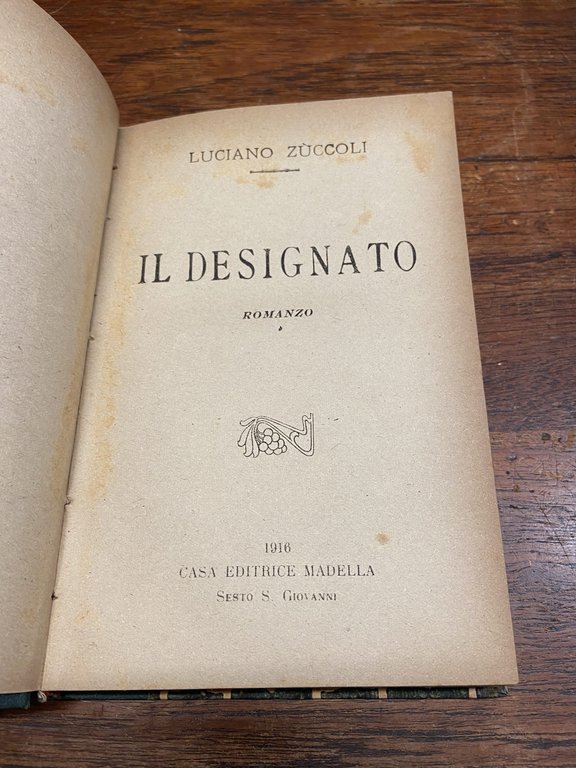 LUCIANO ZÙCCOLI
IL DESIGNATO
ROMANZO
1916
CASA EDITRICE MADELLA
SESTO S. GIOVANNI